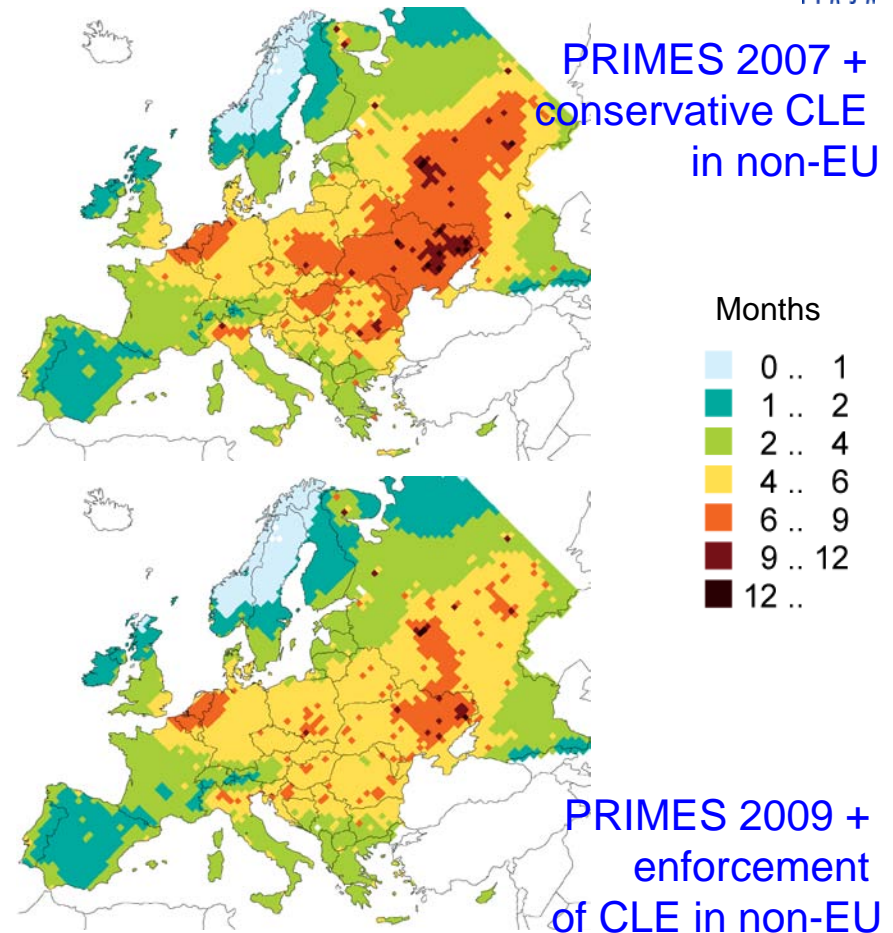 PRIMES 2007 +
conservative CLE
in non-EU
Months
0 .. 1
1 .. 2
2 .. 4
4 .. 6
6 .. 9
9 .. 12
12 ..
PRIMES 2009 +
enforcement
of CLE in non-EU